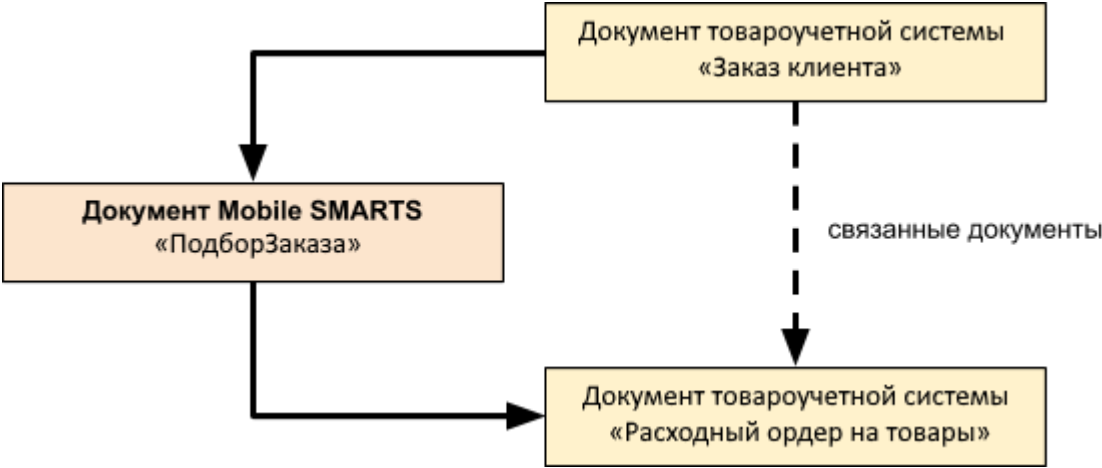 Документ товароучетной системы
«Заказ клиента»
Документ Mobile SMARTS
«ПодборЗаказа»
связанные документы
Документ товароучетной системы
«Расходный ордер на товары»